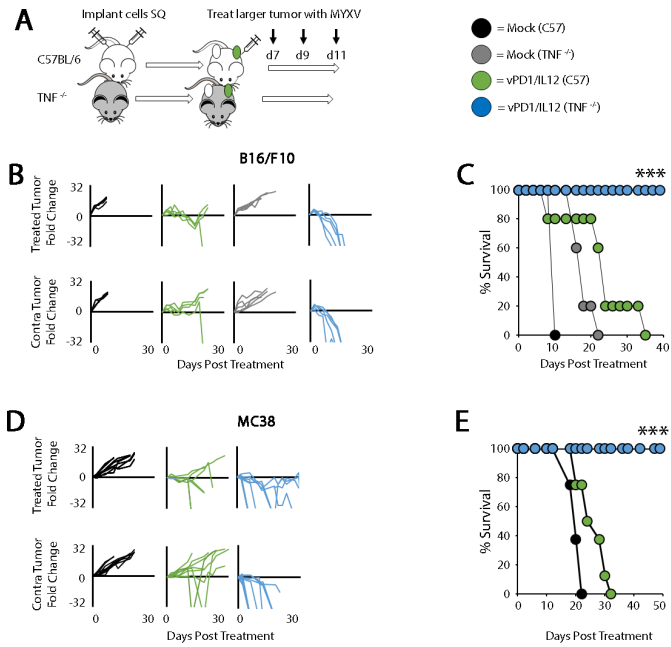 A
Implant cells SQ
Treat larger tumor with MYXV
C57BL/6
TNF -/-
d7 d9 d11
= Mock (C57)
= Mock (TNF -/-)
= vPD1/IL12 (C57)
= vPD1/IL12 (TNF -/-)
B
B16/F10
Treated Tumor
Fold Change
32
0
-32
Contra Tumor
Fold Change
32
0
-32
0 30 0 30 0 30 0 30
Days Post Treatment
C
***
% Survival
100
80
60
40
20
0
0 10 20 30 40
Days Post Treatment
D
MC38
Treated Tumor
Fold Change
32
0
-32
Contra Tumor
Fold Change
32
0
-32
0 30 0 30 0 30
Days Post Treatment
E
***
% Survival
100
80
60
40
20
0
0 10 20 30 40 50
Days Post Treatment